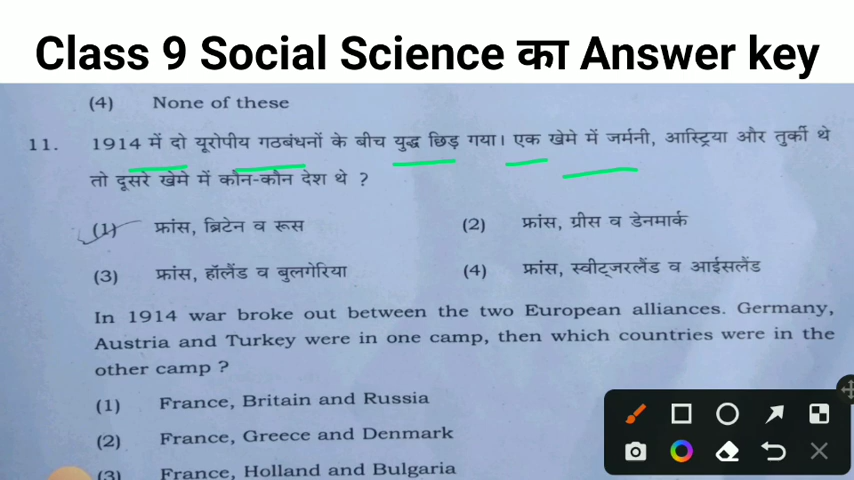 Class 9 Social Science का Answer key
(4) None of these
11. 1914 में दो यूरोपीय गठबंधनों के बीच युद्ध छिड़ गया। एक खेमे में जर्मनी, आस्ट्रिया और तुर्की थे
तो दूसरे खेमे में कौन-कौन देश थे ?
(1) फ्रांस, ब्रिटेन व रूस (2) फ्रांस, ग्रीस व डेनमार्क
(3) फ्रांस, हॉलैंड व बुलगेरिया (4) फ्रांस, स्वीट्जरलैंड व आईसलैंड
In 1914 war broke out between the two European alliances. Germany,
Austria and Turkey were in one camp, then which countries were in the
other camp ?
(1) France, Britain and Russia
(2) France, Greece and Denmark
(3) France, Holland and Bulgaria